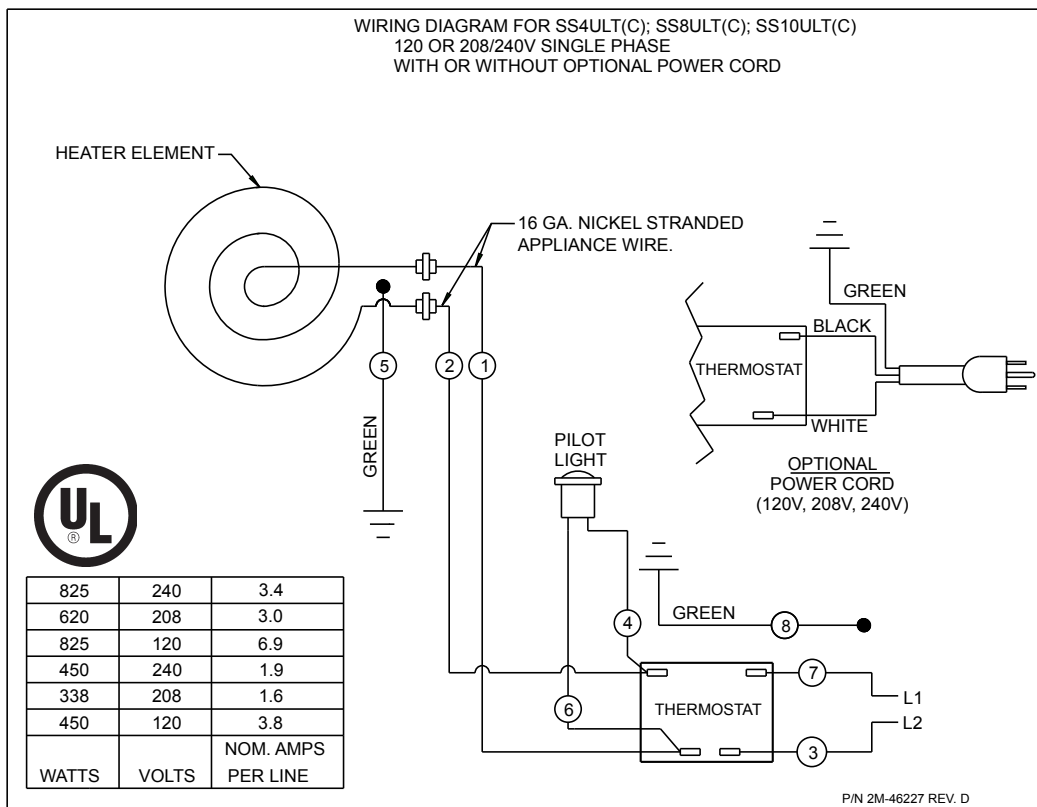 WIRING DIAGRAM FOR SS4ULT(C); SS8ULT(C); SS10ULT(C)
120 OR 208/240V SINGLE PHASE
WITH OR WITHOUT OPTIONAL POWER CORD
HEATER ELEMENT
16 GA. NICKEL STRANDED
APPLIANCE WIRE.
5
2
1
GREEN
GREEN
BLACK
THERMOSTAT
WHITE
OPTIONAL
POWER CORD
(120V, 208V, 240V)
PILOT
LIGHT
UL
®
GREEN
8
4
7
L1
6
THERMOSTAT
L2
3
825 240 3.4
620 208 3.0
825 120 6.9
450 240 1.9
338 208 1.6
450 120 3.8
WATTS VOLTS NOM. AMPS
PER LINE
P/N 2M-46227 REV. D